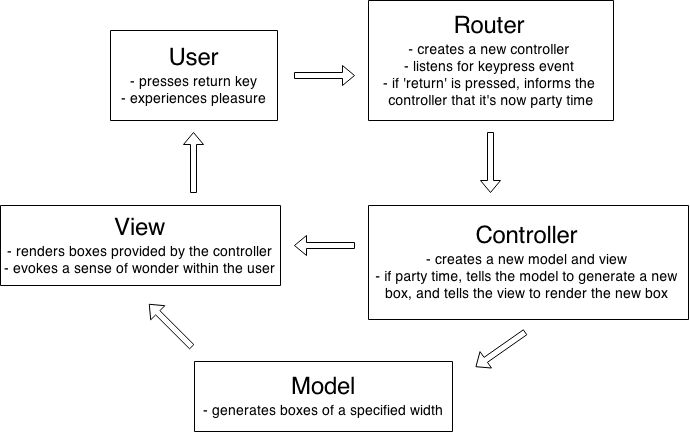 User
- presses return key
- experiences pleasure
Router
- creates a new controller
- listens for keypress event
- if 'return' is pressed, informs the
controller that it's now party time
View
- renders boxes provided by the controller
- evokes a sense of wonder within the user
Controller
- creates a new model and view
- if party time, tells the model to generate a new
box, and tells the view to render the new box
Model
- generates boxes of a specified width